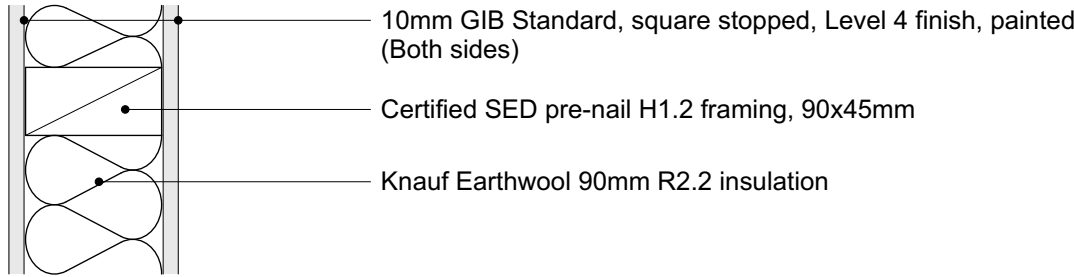 10mm GIB Standard, square stopped, Level 4 finish, painted
(Both sides)
Certified SED pre-nail H1.2 framing, 90x45mm
Knauf Earthwool 90mm R2.2 insulation